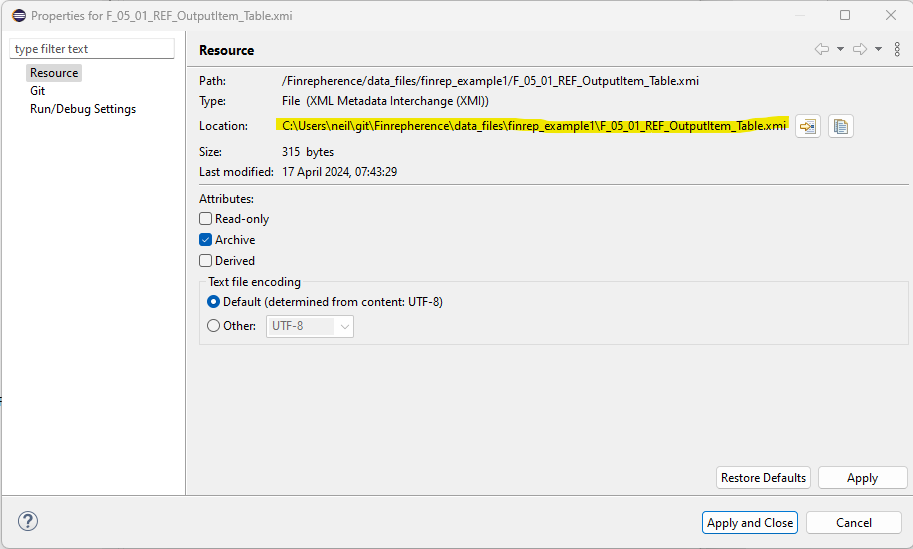 Properties for F_05_01_REF_OutputItem_Table.xmi
type filter text
Resource
Git
Run/Debug Settings
Resource
Path: /Finrepherence/data_files/finrep_example1/F_05_01_REF_OutputItem_Table.xmi
Type: File (XML Metadata Interchange (XMI))
Location: C:\Users\neil\git\Finrepherence\data_files\finrep_example1\F_05_01_REF_OutputItem_Table.xmi
Size: 315 bytes
Last modified: 17 April 2024, 07:43:29
Attributes:
Read-only
Archive
Derived
Text file encoding
Default (determined from content: UTF-8)
Other: UTF-8
Restore Defaults Apply
? Apply and Close Cancel